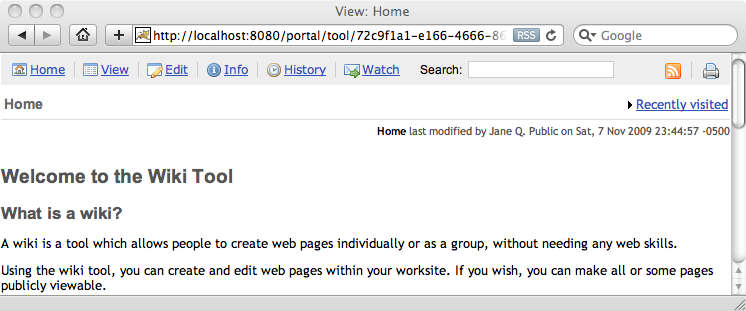 View: Home
http://localhost:8080/portal/tool/72c9f1a1-e166-4666-86 RSS Google
Home View Edit Info History Watch Search:
Home Recently visited
Home last modified by Jane Q. Public on Sat, 7 Nov 2009 23:44:57 -0500
Welcome to the Wiki Tool
What is a wiki?
A wiki is a tool which allows people to create web pages individually or as a group, without needing any web skills.
Using the wiki tool, you can create and edit web pages within your worksite. If you wish, you can make all or some pages
publicly viewable.